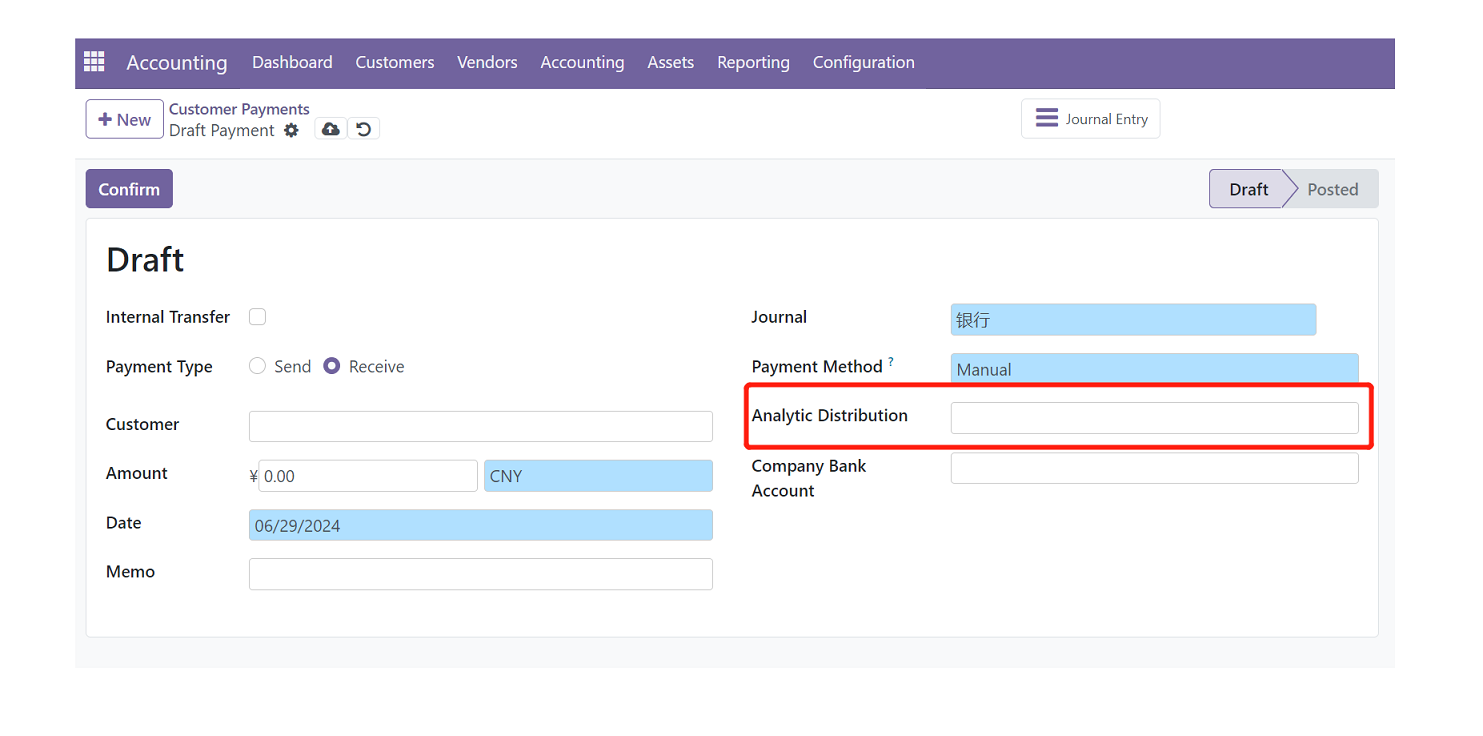 Accounting Dashboard Customers Vendors Accounting Assets Reporting Configuration
New Customer Payments
Draft Payment
Journal Entry
Confirm
Draft Posted
Draft
Internal Transfer
Journal 银行
Payment Type Send Receive
Payment Method ? Manual
Analytic Distribution
Customer
Company Bank
Account
Amount ¥ 0.00 CNY
Date 06/29/2024
Memo